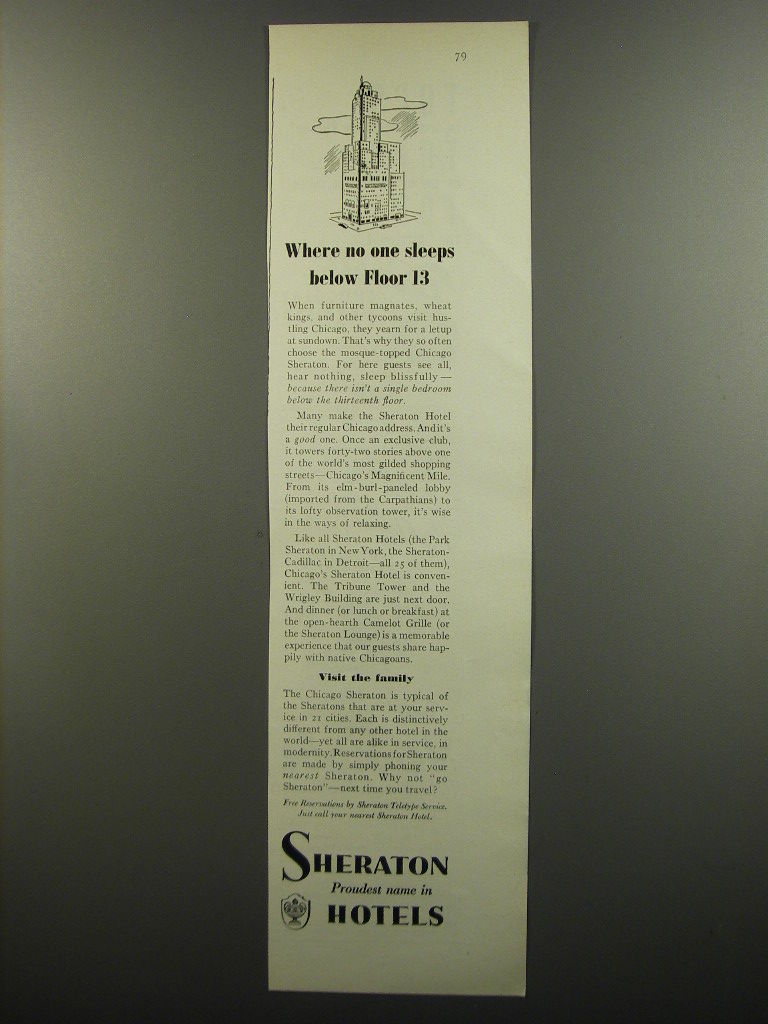 79
Where no one sleeps
below Floor 13
When furniture magnates, wheat
kings, and other tycoons visit hus-
tling Chicago, they yearn for a letup
at sundown. That's why they so often
choose the mosque-topped Chicago
Sheraton. For here guests see all,
hear nothing, sleep blissfully—
because there isn't a single bedroom
below the thirteenth floor.
Many make the Sheraton Hotel
their regular Chicago address. And it's
a good one. Once an exclusive club,
it towers forty-two stories above one
of the world's most gilded shopping
streets—Chicago's Magnificent Mile.
From its elm-burl-paneled lobby
(imported from the Carpathians) to
its lofty observation tower, it's wise
in the ways of relaxing.
Like all Sheraton Hotels (the Park
Sheraton in New York, the Sheraton-
Cadillac in Detroit—all 25 of them),
Chicago's Sheraton Hotel is conven-
ient. The Tribune Tower and the
Wrigley Building are just next door.
And dinner (or lunch or breakfast) at
the open-hearth Camelot Grille (or
the Sheraton Lounge) is a memorable
experience that our guests share hap-
pily with native Chicagoans.
Visit the family
The Chicago Sheraton is typical of
the Sheratons that are at your serv-
ice in 21 cities. Each is distinctively
different from any other hotel in the
world—yet all are alike in service, in
modernity. Reservations for Sheraton
are made by simply phoning your
nearest Sheraton. Why not "go
Sheraton"—next time you travel?
Free Reservations by Sheraton Teletype Service.
Just call your nearest Sheraton Hotel.
SHERATON
Proudest name in
HOTELS